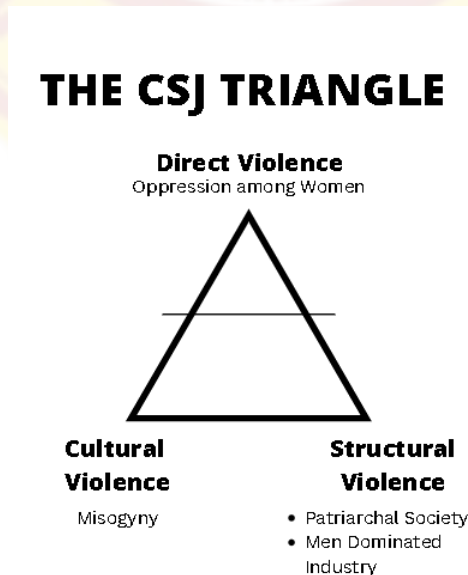 THE CSJ TRIANGLE
Direct Violence
Oppression among Women
Cultural
Violence
Misogyny
Structural
Violence
• Patriarchal Society
• Men Dominated
Industry